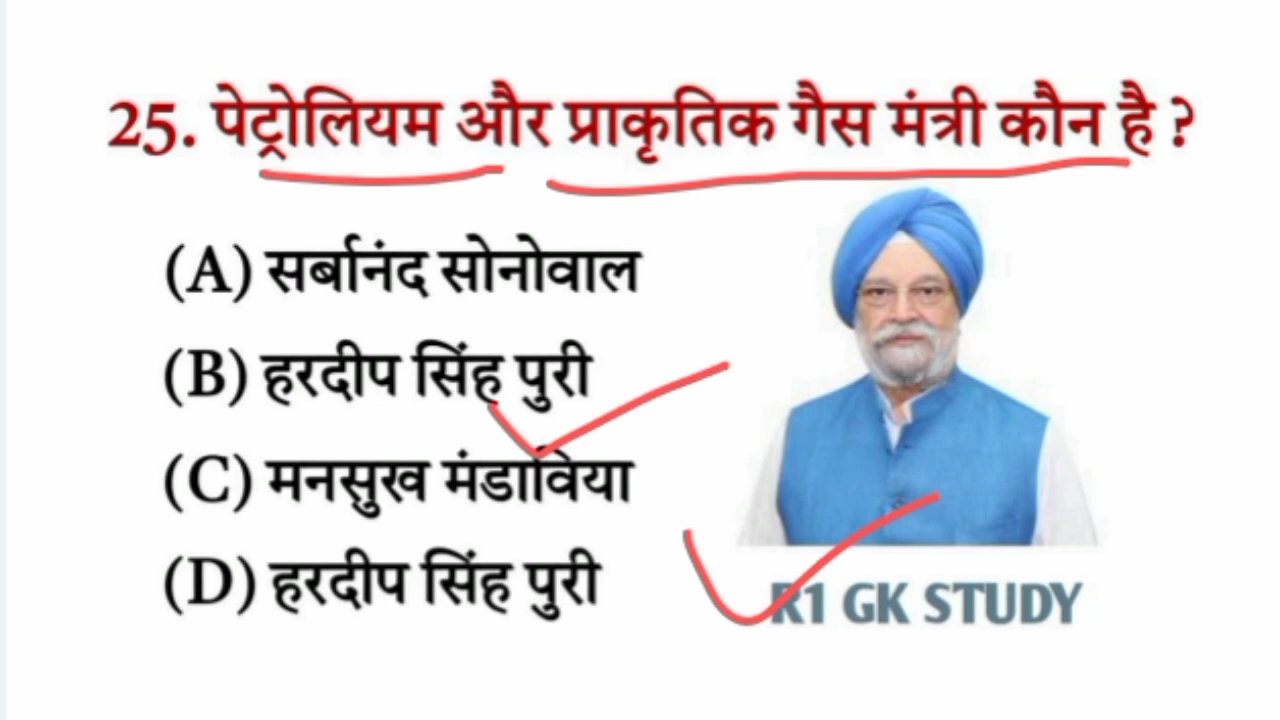 25. पेट्रोलियम और प्राकृतिक गैस मंत्री कौन है ?
(A) सर्बानंद सोनोवाल
(B) हरदीप सिंह पुरी
(C) मनसुख मंडाविया
(D) हरदीप सिंह पुरी
R1 GK STUDY